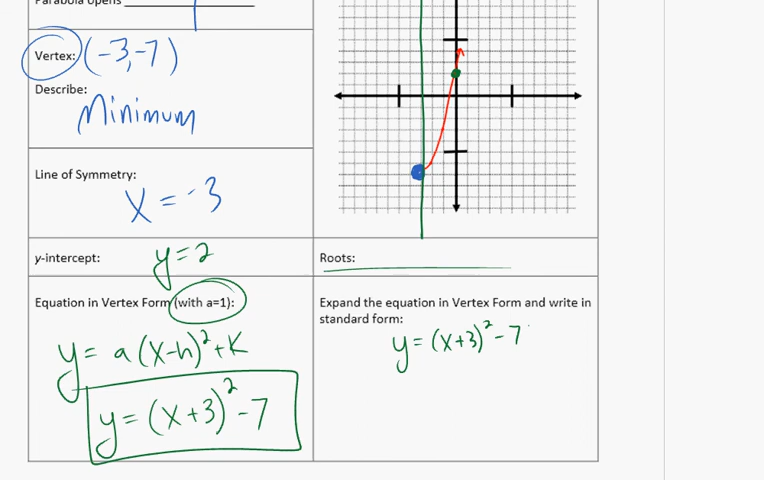 Parabola opens
Vertex: (-3,-7)
Describe:
Minimum
Line of Symmetry:
x = -3
y-intercept: y = 2
Roots:
Equation in Vertex Form (with a=1):
y = a(x-h)²+k
y = (x+3)²-7
Expand the equation in Vertex Form and write in
standard form:
y = (x+3)²-7